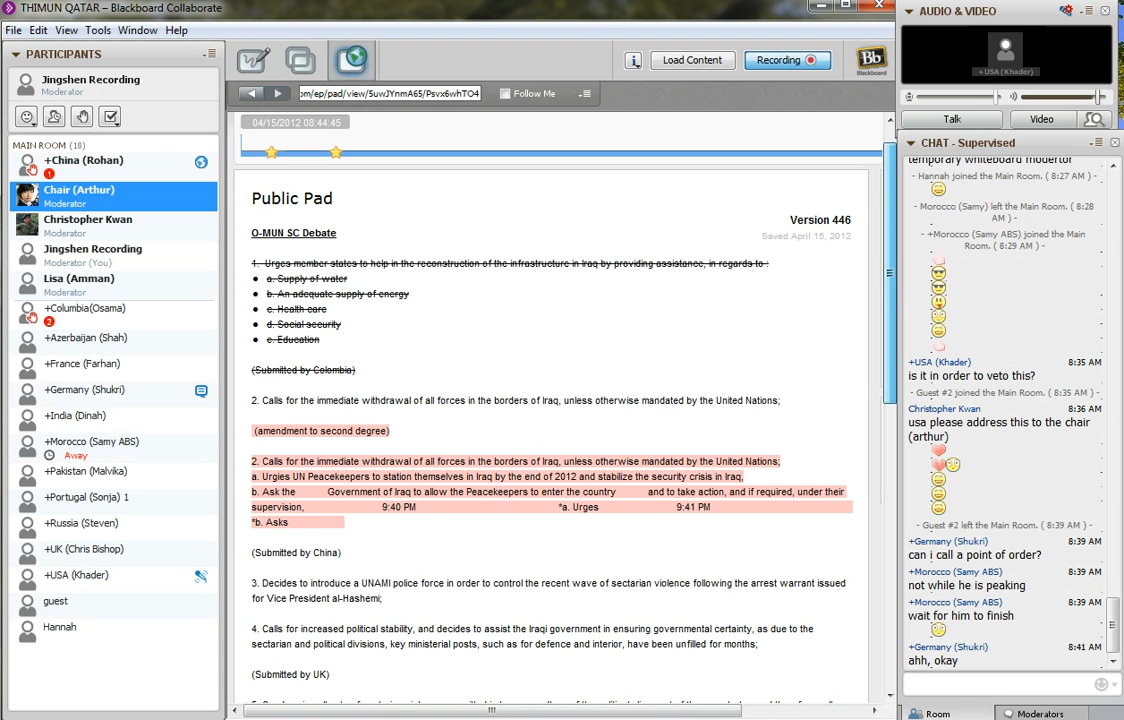 THIMUN QATAR – Blackboard Collaborate
File Edit View Tools Window Help
PARTICIPANTS
Jingshen Recording
Moderator
MAIN ROOM (18)
+China (Rohan)
1
Chair (Arthur)
Moderator
Christopher Kwan
Moderator
Jingshen Recording
Moderator (You)
Lisa (Amman)
Moderator
+Columbia(Osama)
2
+Azerbaijan (Shah)
+France (Farhan)
+Germany (Shukri)
+India (Dinah)
+Morocco (Samy ABS)
Away
+Pakistan (Malvika)
+Portugal (Sonja) 1
+Russia (Steven)
+UK (Chris Bishop)
+USA (Khader)
guest
Hannah
Load Content
Recording
Bb
Blackboard
om/ep/pad/view/5uwJYnmA65/Psvx6whTO4
Follow Me
04/15/2012 08:44:45
Public Pad
Version 446
O-MUN SC Debate
Saved April 15, 2012
1. Urges member states to help in the reconstruction of the infrastructure in Iraq by providing assistance, in regards to :
● a. Supply of water
● b. An adequate supply of energy
● c. Health care
● d. Social security
● e. Education
(Submitted by Colombia)
2. Calls for the immediate withdrawal of all forces in the borders of Iraq, unless otherwise mandated by the United Nations;
(amendment to second degree)
2. Calls for the immediate withdrawal of all forces in the borders of Iraq, unless otherwise mandated by the United Nations;
a. Urges UN Peacekeepers to station themselves in Iraq by the end of 2012 and stabilize the security crisis in Iraq,
b. Ask the Government of Iraq to allow the Peacekeepers to enter the country and to take action, and if required, under their
supervision, 9:40 PM *a. Urges 9:41 PM
*b. Asks
(Submitted by China)
3. Decides to introduce a UNAMI police force in order to control the recent wave of sectarian violence following the arrest warrant issued
for Vice President al-Hashemi;
4. Calls for increased political stability, and decides to assist the Iraqi government in ensuring governmental certainty, as due to the
sectarian and political divisions, key ministerial posts, such as for defence and interior, have been unfilled for months;
(Submitted by UK)
AUDIO & VIDEO
+USA (Khader)
Talk
Video
CHAT - Supervised
temporary whiteboard modertor
- Hannah joined the Main Room. ( 8:27 AM ) -
- Morocco (Samy) left the Main Room. ( 8:28
AM ) -
- +Morocco (Samy ABS) joined the Main
Room. ( 8:29 AM ) -
+USA (Khader) 8:35 AM
is it in order to veto this?
- Guest #2 joined the Main Room. ( 8:35 AM ) -
Christopher Kwan 8:36 AM
usa please address this to the chair
(arthur)
- Guest #2 left the Main Room. ( 8:39 AM ) -
+Germany (Shukri) 8:39 AM
can i call a point of order?
+Morocco (Samy ABS) 8:39 AM
not while he is peaking
+Morocco (Samy ABS) 8:39 AM
wait for him to finish
+Germany (Shukri) 8:41 AM
ahh, okay
Room
Moderators